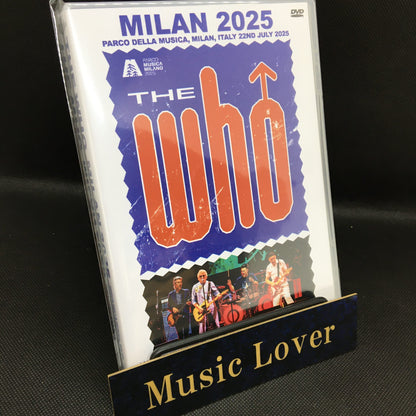 MILAN 2025
DVD
PARCO DELLA MUSICA, MILAN, ITALY 22ND JULY 2025
PARCO
MUSICA
MILANO
THE
Who
Music Lover